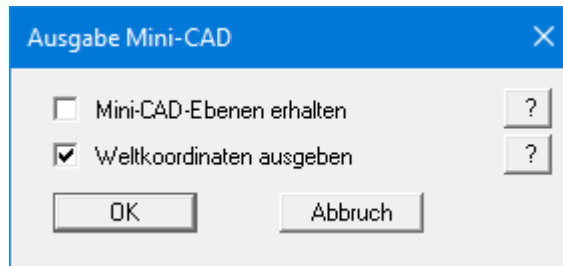 Ausgabe Mini-CAD
Mini-CAD-Ebenen erhalten ?
Weltkoordinaten ausgeben ?
OK Abbruch